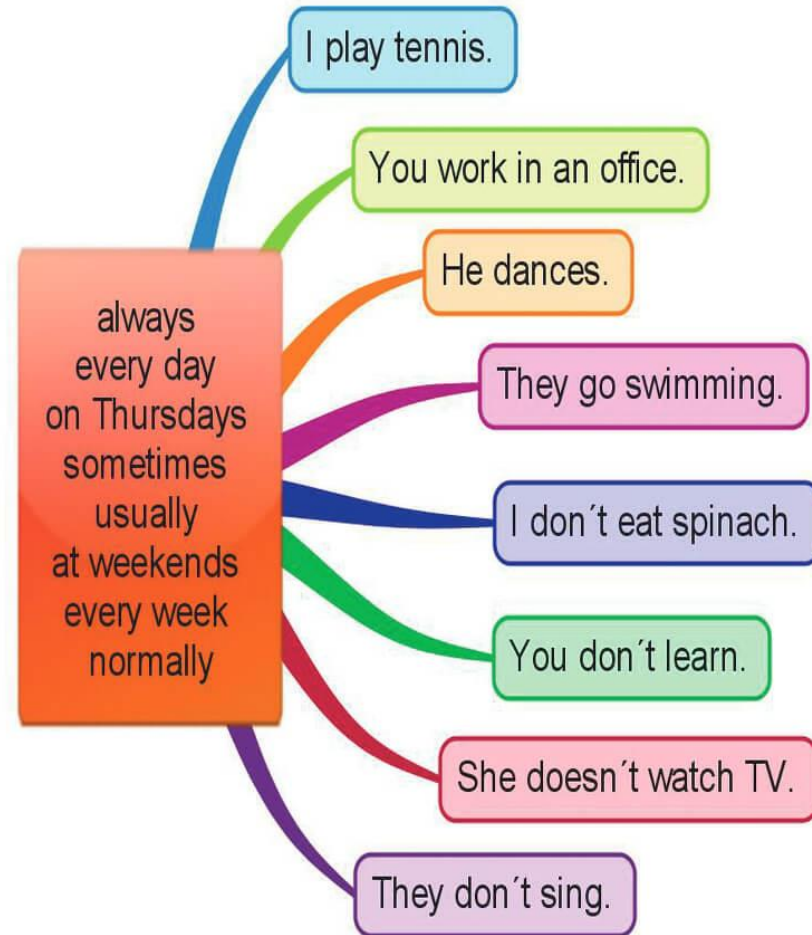 I play tennis.
You work in an office.
He dances.
They go swimming.
always
every day
on Thursdays
sometimes
usually
at weekends
every week
normally
I don´t eat spinach.
You don´t learn.
She doesn´t watch TV.
They don´t sing.